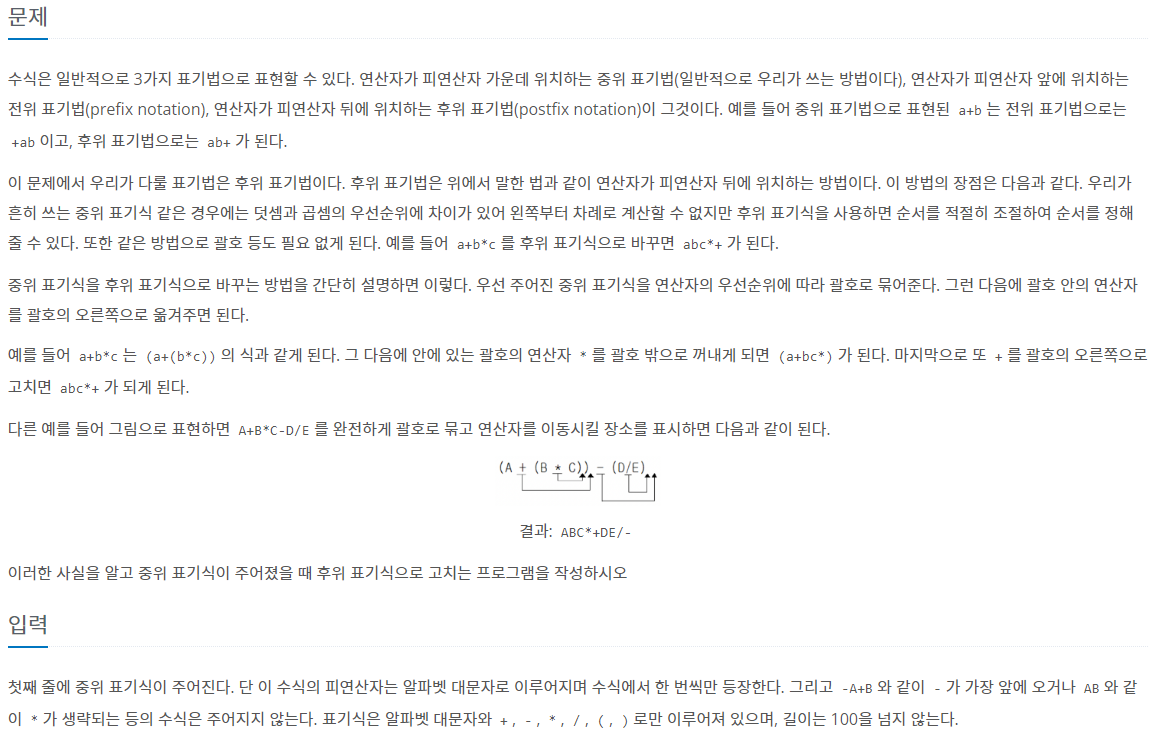 문제
수식은 일반적으로 3가지 표기법으로 표현할 수 있다. 연산자가 피연산자 가운데 위치하는 중위 표기법(일반적으로 우리가 쓰는 방법이다), 연산자가 피연산자 앞에 위치하는
전위 표기법(prefix notation), 연산자가 피연산자 뒤에 위치하는 후위 표기법(postfix notation)이 그것이다. 예를 들어 중위 표기법으로 표현된 a+b 는 전위 표기법으로는
+ab 이고, 후위 표기법으로는 ab+ 가 된다.
이 문제에서 우리가 다룰 표기법은 후위 표기법이다. 후위 표기법은 위에서 말한 법과 같이 연산자가 피연산자 뒤에 위치하는 방법이다. 이 방법의 장점은 다음과 같다. 우리가
흔히 쓰는 중위 표기식 같은 경우에는 덧셈과 곱셈의 우선순위에 차이가 있어 왼쪽부터 차례로 계산할 수 없지만 후위 표기식을 사용하면 순서를 적절히 조절하여 순서를 정해
줄 수 있다. 또한 같은 방법으로 괄호 등도 필요 없게 된다. 예를 들어 a+b*c 를 후위 표기식으로 바꾸면 abc*+ 가 된다.
중위 표기식을 후위 표기식으로 바꾸는 방법을 간단히 설명하면 이렇다. 우선 주어진 중위 표기식을 연산자의 우선순위에 따라 괄호로 묶어준다. 그런 다음에 괄호 안의 연산자
를 괄호의 오른쪽으로 옮겨주면 된다.
예를 들어 a+b*c 는 (a+(b*c)) 의 식과 같게 된다. 그 다음에 안에 있는 괄호의 연산자 * 를 괄호 밖으로 꺼내게 되면 (a+bc*) 가 된다. 마지막으로 또 + 를 괄호의 오른쪽으로
고치면 abc*+ 가 되게 된다.
다른 예를 들어 그림으로 표현하면 A+B*C-D/E 를 완전하게 괄호로 묶고 연산자를 이동시킬 장소를 표시하면 다음과 같이 된다.
(A + (B * C)) - (D/E)
결과: ABC*+DE/-
이러한 사실을 알고 중위 표기식이 주어졌을 때 후위 표기식으로 고치는 프로그램을 작성하시오
입력
첫째 줄에 중위 표기식이 주어진다. 단 이 수식의 피연산자는 알파벳 대문자로 이루어지며 수식에서 한 번씩만 등장한다. 그리고 -A+B 와 같이 - 가 가장 앞에 오거나 AB 와 같
이 * 가 생략되는 등의 수식은 주어지지 않는다. 표기식은 알파벳 대문자와 +, -, *, /, (, ) 로만 이루어져 있으며, 길이는 100을 넘지 않는다.